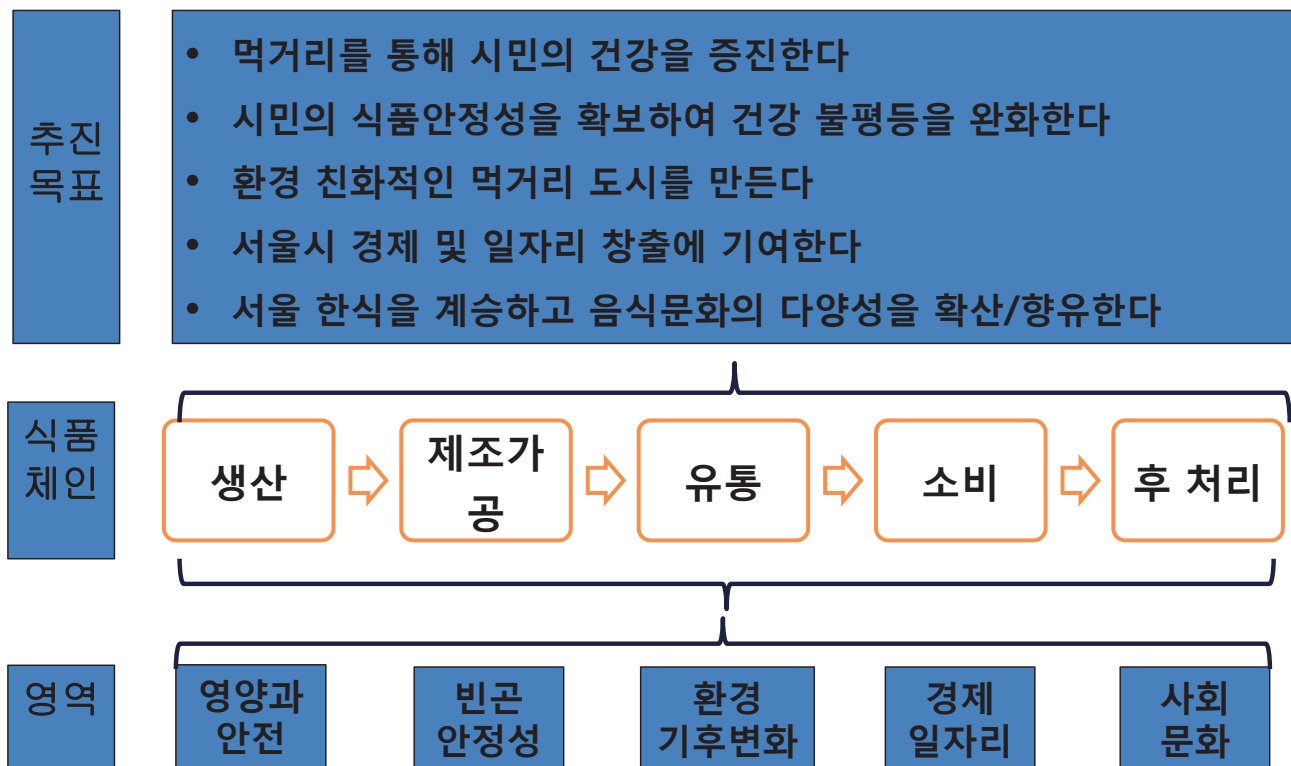 추진
목표
• 먹거리를 통해 시민의 건강을 증진한다
• 시민의 식품안정성을 확보하여 건강 불평등을 완화한다
• 환경 친화적인 먹거리 도시를 만든다
• 서울시 경제 및 일자리 창출에 기여한다
• 서울 한식을 계승하고 음식문화의 다양성을 확산/향유한다
식품
체인
생산
제조가
공
유통
소비
후 처리
영역
영양과
안전
빈곤
안정성
환경
기후변화
경제
일자리
사회
문화